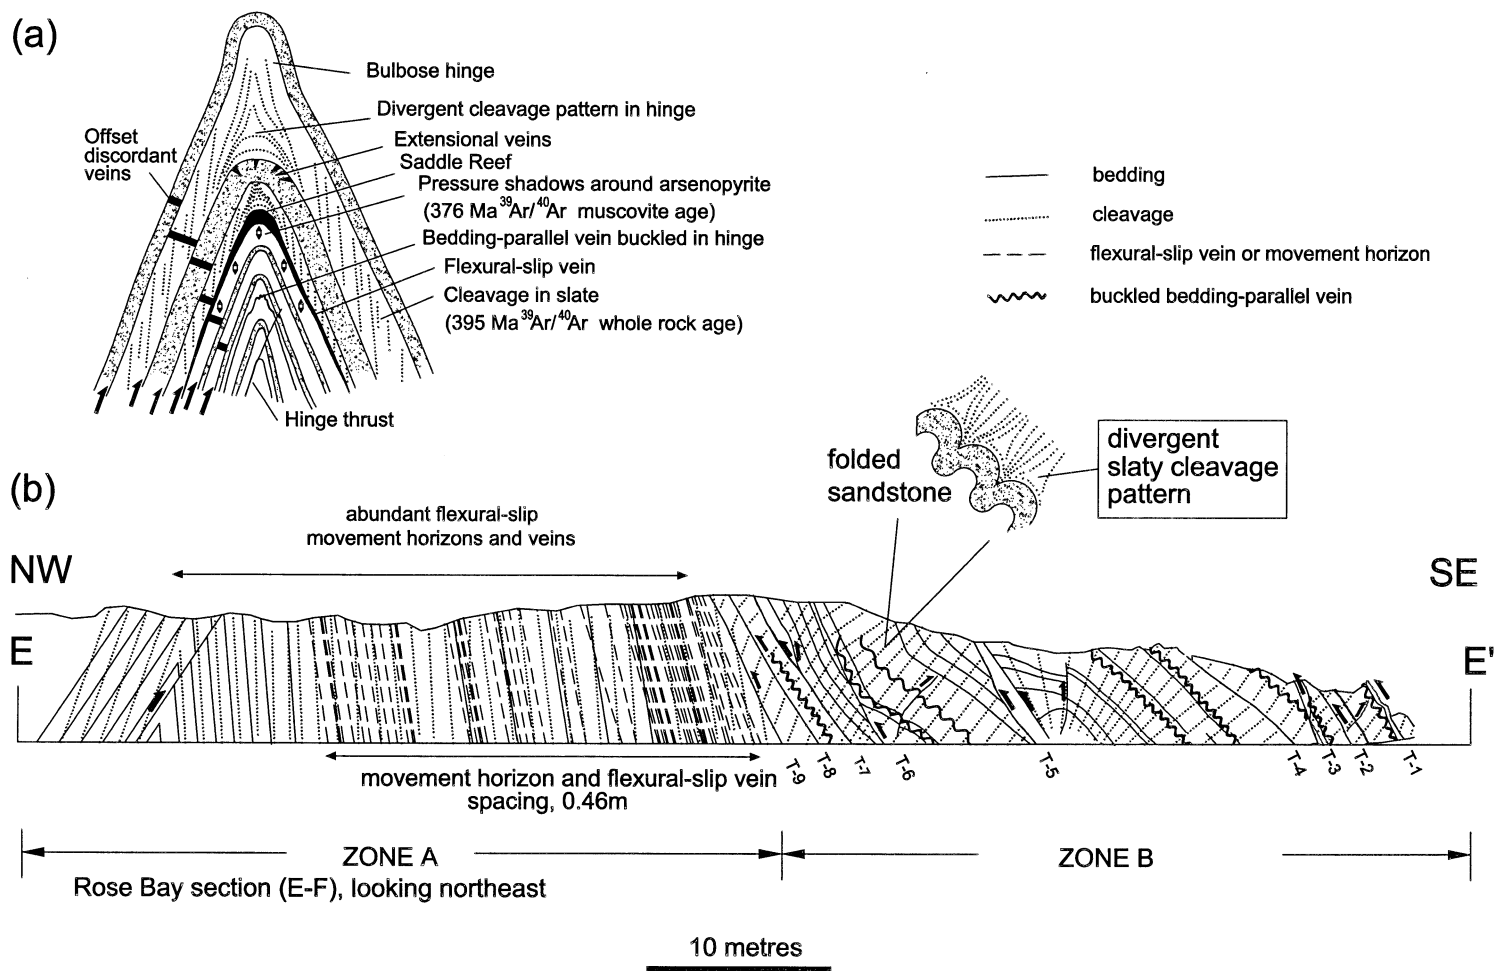 (a)
Bulbose hinge
Divergent cleavage pattern in hinge
Offset
discordant
veins
Extensional veins
Saddle Reef
Pressure shadows around arsenopyrite
(376 Ma ³⁹Ar/⁴⁰Ar muscovite age)
Bedding-parallel vein buckled in hinge
Flexural-slip vein
Cleavage in slate
(395 Ma ³⁹Ar/⁴⁰Ar whole rock age)
Hinge thrust
bedding
cleavage
flexural-slip vein or movement horizon
buckled bedding-parallel vein
(b)
folded
sandstone
divergent
slaty cleavage
pattern
abundant flexural-slip
movement horizons and veins
NW
SE
E
E'
T-9
T-8
T-7
T-6
T-5
T-4
T-3
T-2
T-1
movement horizon and flexural-slip vein
spacing, 0.46m
ZONE A
ZONE B
Rose Bay section (E-F), looking northeast
10 metres